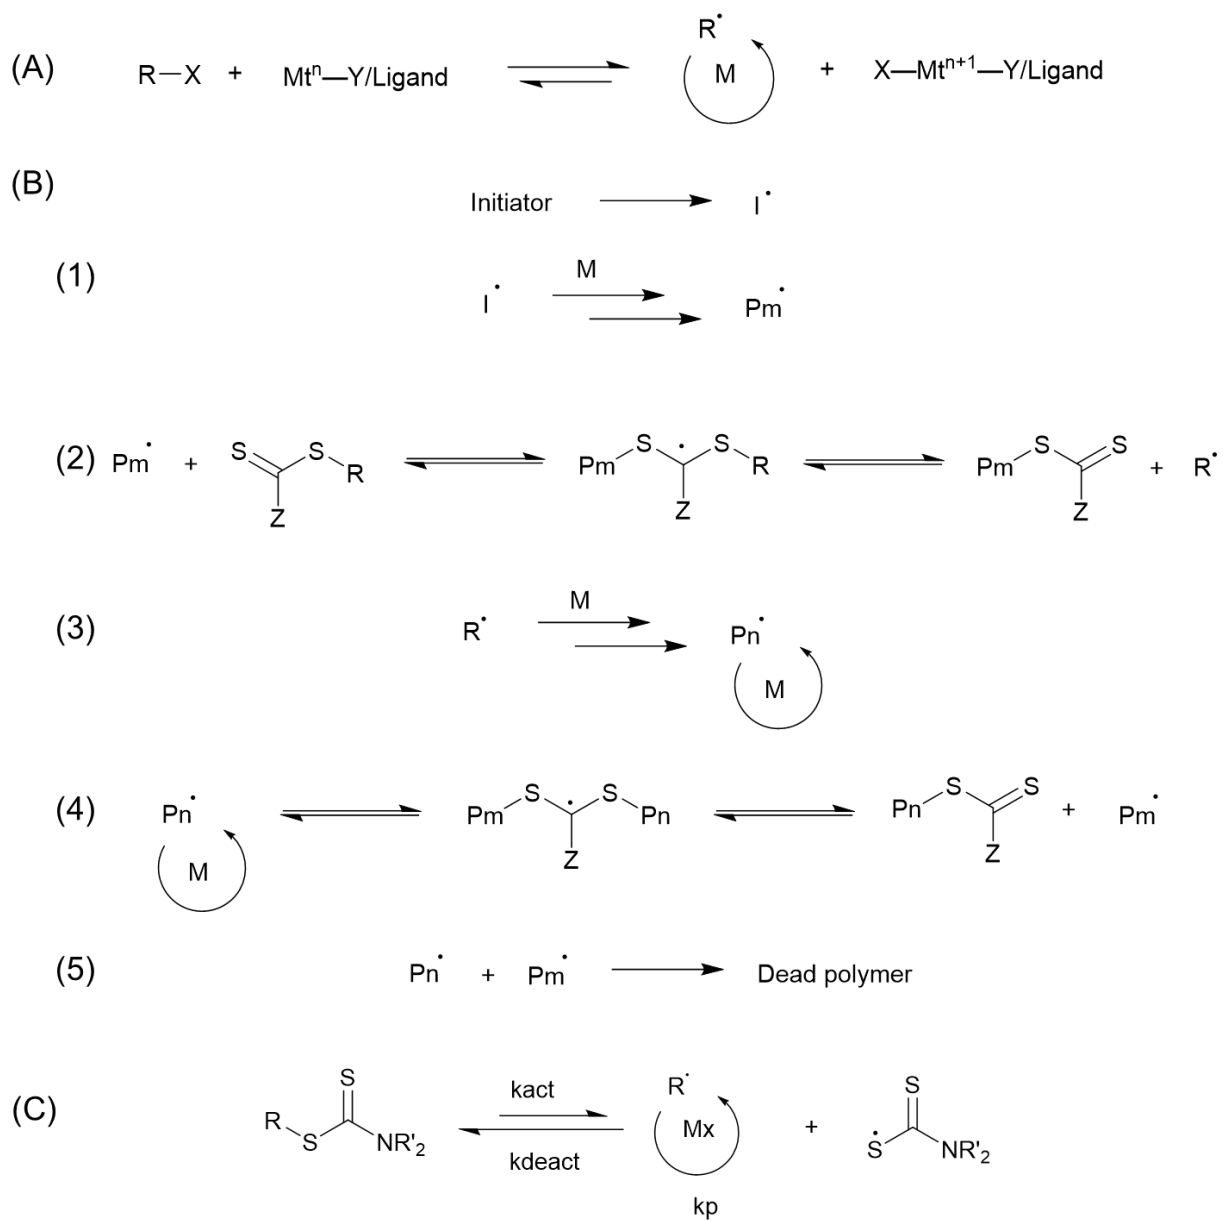 (A) R—X + Mtⁿ—Y/Ligand R• M + X—Mtⁿ⁺¹—Y/Ligand
(B) Initiator I•
(1) I• M Pm•
(2) Pm• + S S R Z Pm S • S R Z Pm S S Z + R•
(3) R• M Pn• M
(4) Pn• M Pm S • S Pn Z Pn S S Z + Pm•
(5) Pn• + Pm• Dead polymer
(C) R S S NR'₂ kact kdeact R• Mx kp + •S S NR'₂